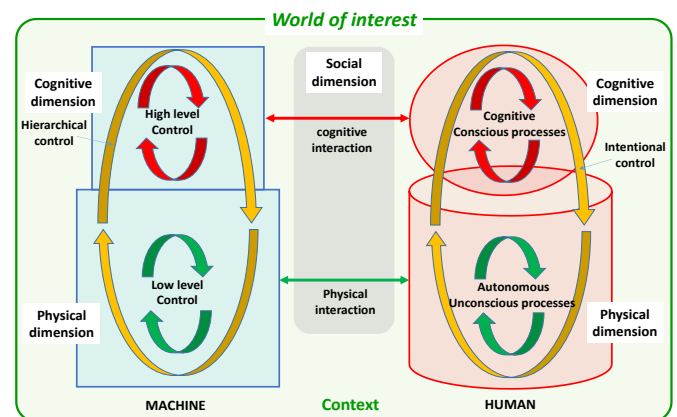 World of interest
Social
dimension
Cognitive
dimension
Hierarchical
control
High level
Control
cognitive
interaction
Cognitive
Conscious processes
Cognitive
dimension
Intentional
control
Low level
Control
Physical
dimension
Physical
interaction
Autonomous
Unconscious processes
Physical
dimension
MACHINE
Context
HUMAN